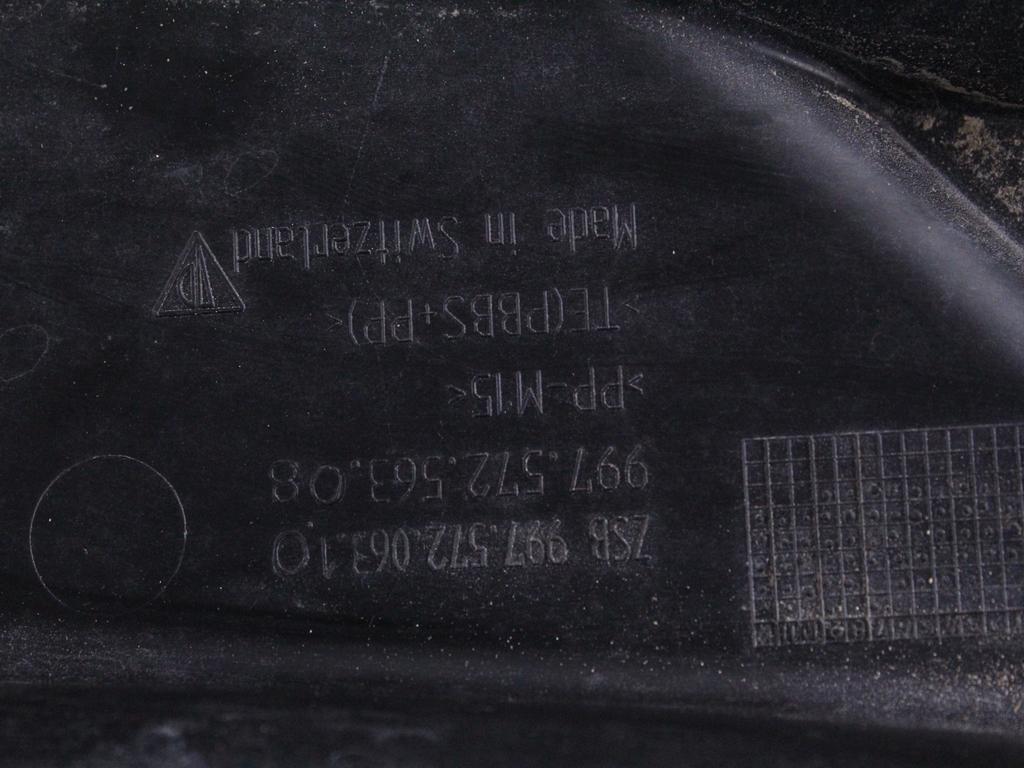 ZSB 997.572.063.10
997.572.563.08
>PP-M15<
>TE(PBBS+PP)<
Made in Switzerland